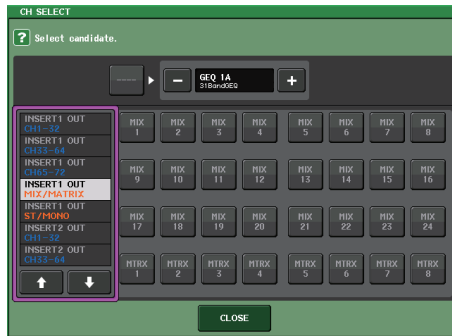 CH SELECT
? Select candidate.
----
GEQ 1A
31BandGEQ
INSERT1 OUT
CH1-32
INSERT1 OUT
CH33-64
INSERT1 OUT
CH65-72
INSERT1 OUT
MIX/MATRIX
INSERT1 OUT
ST/MONO
INSERT2 OUT
CH1-32
INSERT2 OUT
CH33-64
MIX 1 MIX 2 MIX 3 MIX 4 MIX 5 MIX 6 MIX 7 MIX 8
MIX 9 MIX 10 MIX 11 MIX 12 MIX 13 MIX 14 MIX 15 MIX 16
MIX 17 MIX 18 MIX 19 MIX 20 MIX 21 MIX 22 MIX 23 MIX 24
MTRX 1 MTRX 2 MTRX 3 MTRX 4 MTRX 5 MTRX 6 MTRX 7 MTRX 8
CLOSE